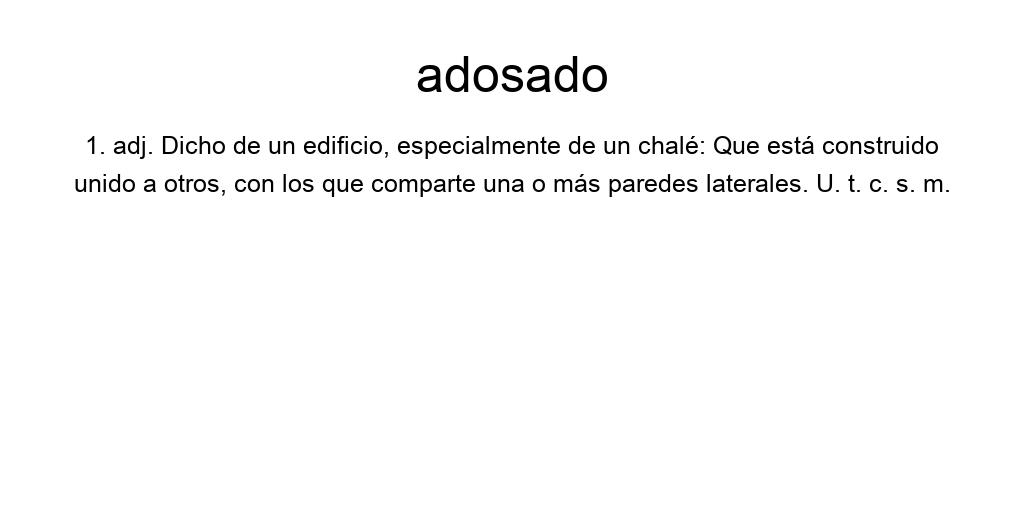 adosado
1. adj. Dicho de un edificio, especialmente de un chalé: Que está construido
unido a otros, con los que comparte una o más paredes laterales. U. t. c. s. m.